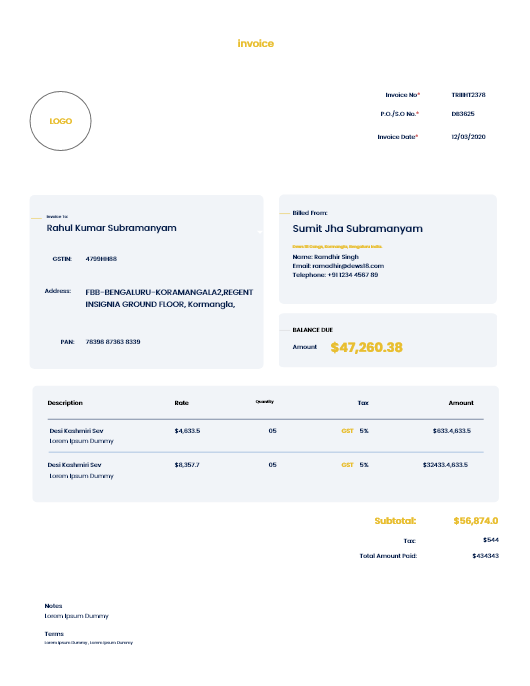 invoice
LOGO
Invoice No* TRIIIHT2378
P.O./S.O No.* DB3625
Invoice Date* 12/03/2020
Invoice To:
Rahul Kumar Subramanyam
GSTIN: 4799HH88
Address: FBB-BENGALURU-KORAMANGALA2,REGENT
INSIGNIA GROUND FLOOR, Kormangla,
PAN: 78398 87363 8339
Billed From:
Sumit Jha Subramanyam
Name: Ramdhir Singh
Email: ramadhir@dewsl8.com
Telephone: +91 1234 4567 89
BALANCE DUE
Amount $47,260.38
Description Rate Quantity Tax Amount
Desi Kashmiri Sev $4,633.5 05 GST 5% $633.4,633.5
Lorem Ipsum Dummy
Desi Kashmiri Sev $8,357.7 05 GST 5% $32433.4,633.5
Lorem Ipsum Dummy
Subtotal: $56,874.0
Tax: $544
Total Amount Paid: $434343
Notes
Lorem Ipsum Dummy
Terms
Lorem Ipsum Dummy, Lorem Ipsum Dummy